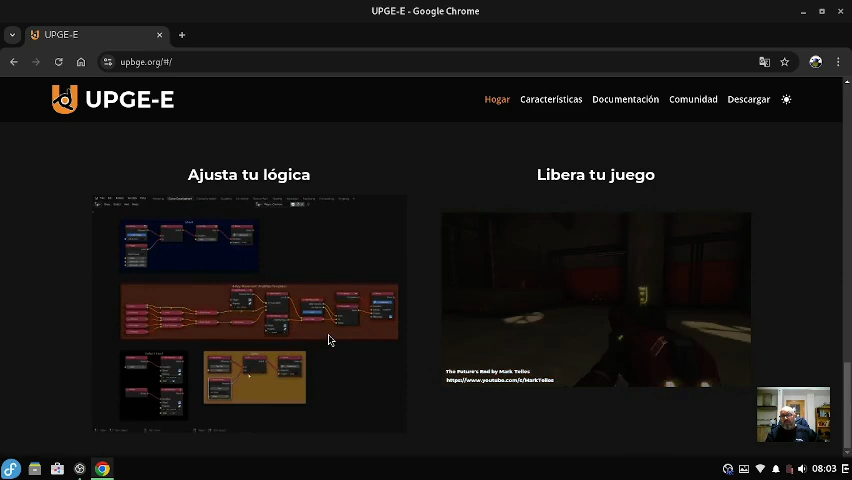 UPGE-E - Google Chrome
UPGE-E
upbge.org/#/
UPGE-E
Hogar Características Documentación Comunidad Descargar
Ajusta tu lógica
Libera tu juego
The Future's End by Mark Telles
https://www.youtube.com/c/MarkTelles
08:03